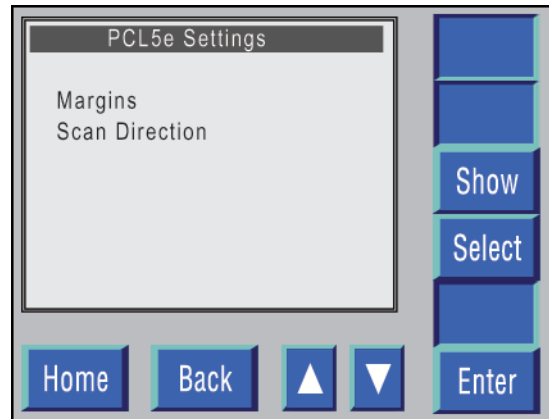 PCL5e Settings
Margins
Scan Direction
Show
Select
Home
Back
Enter